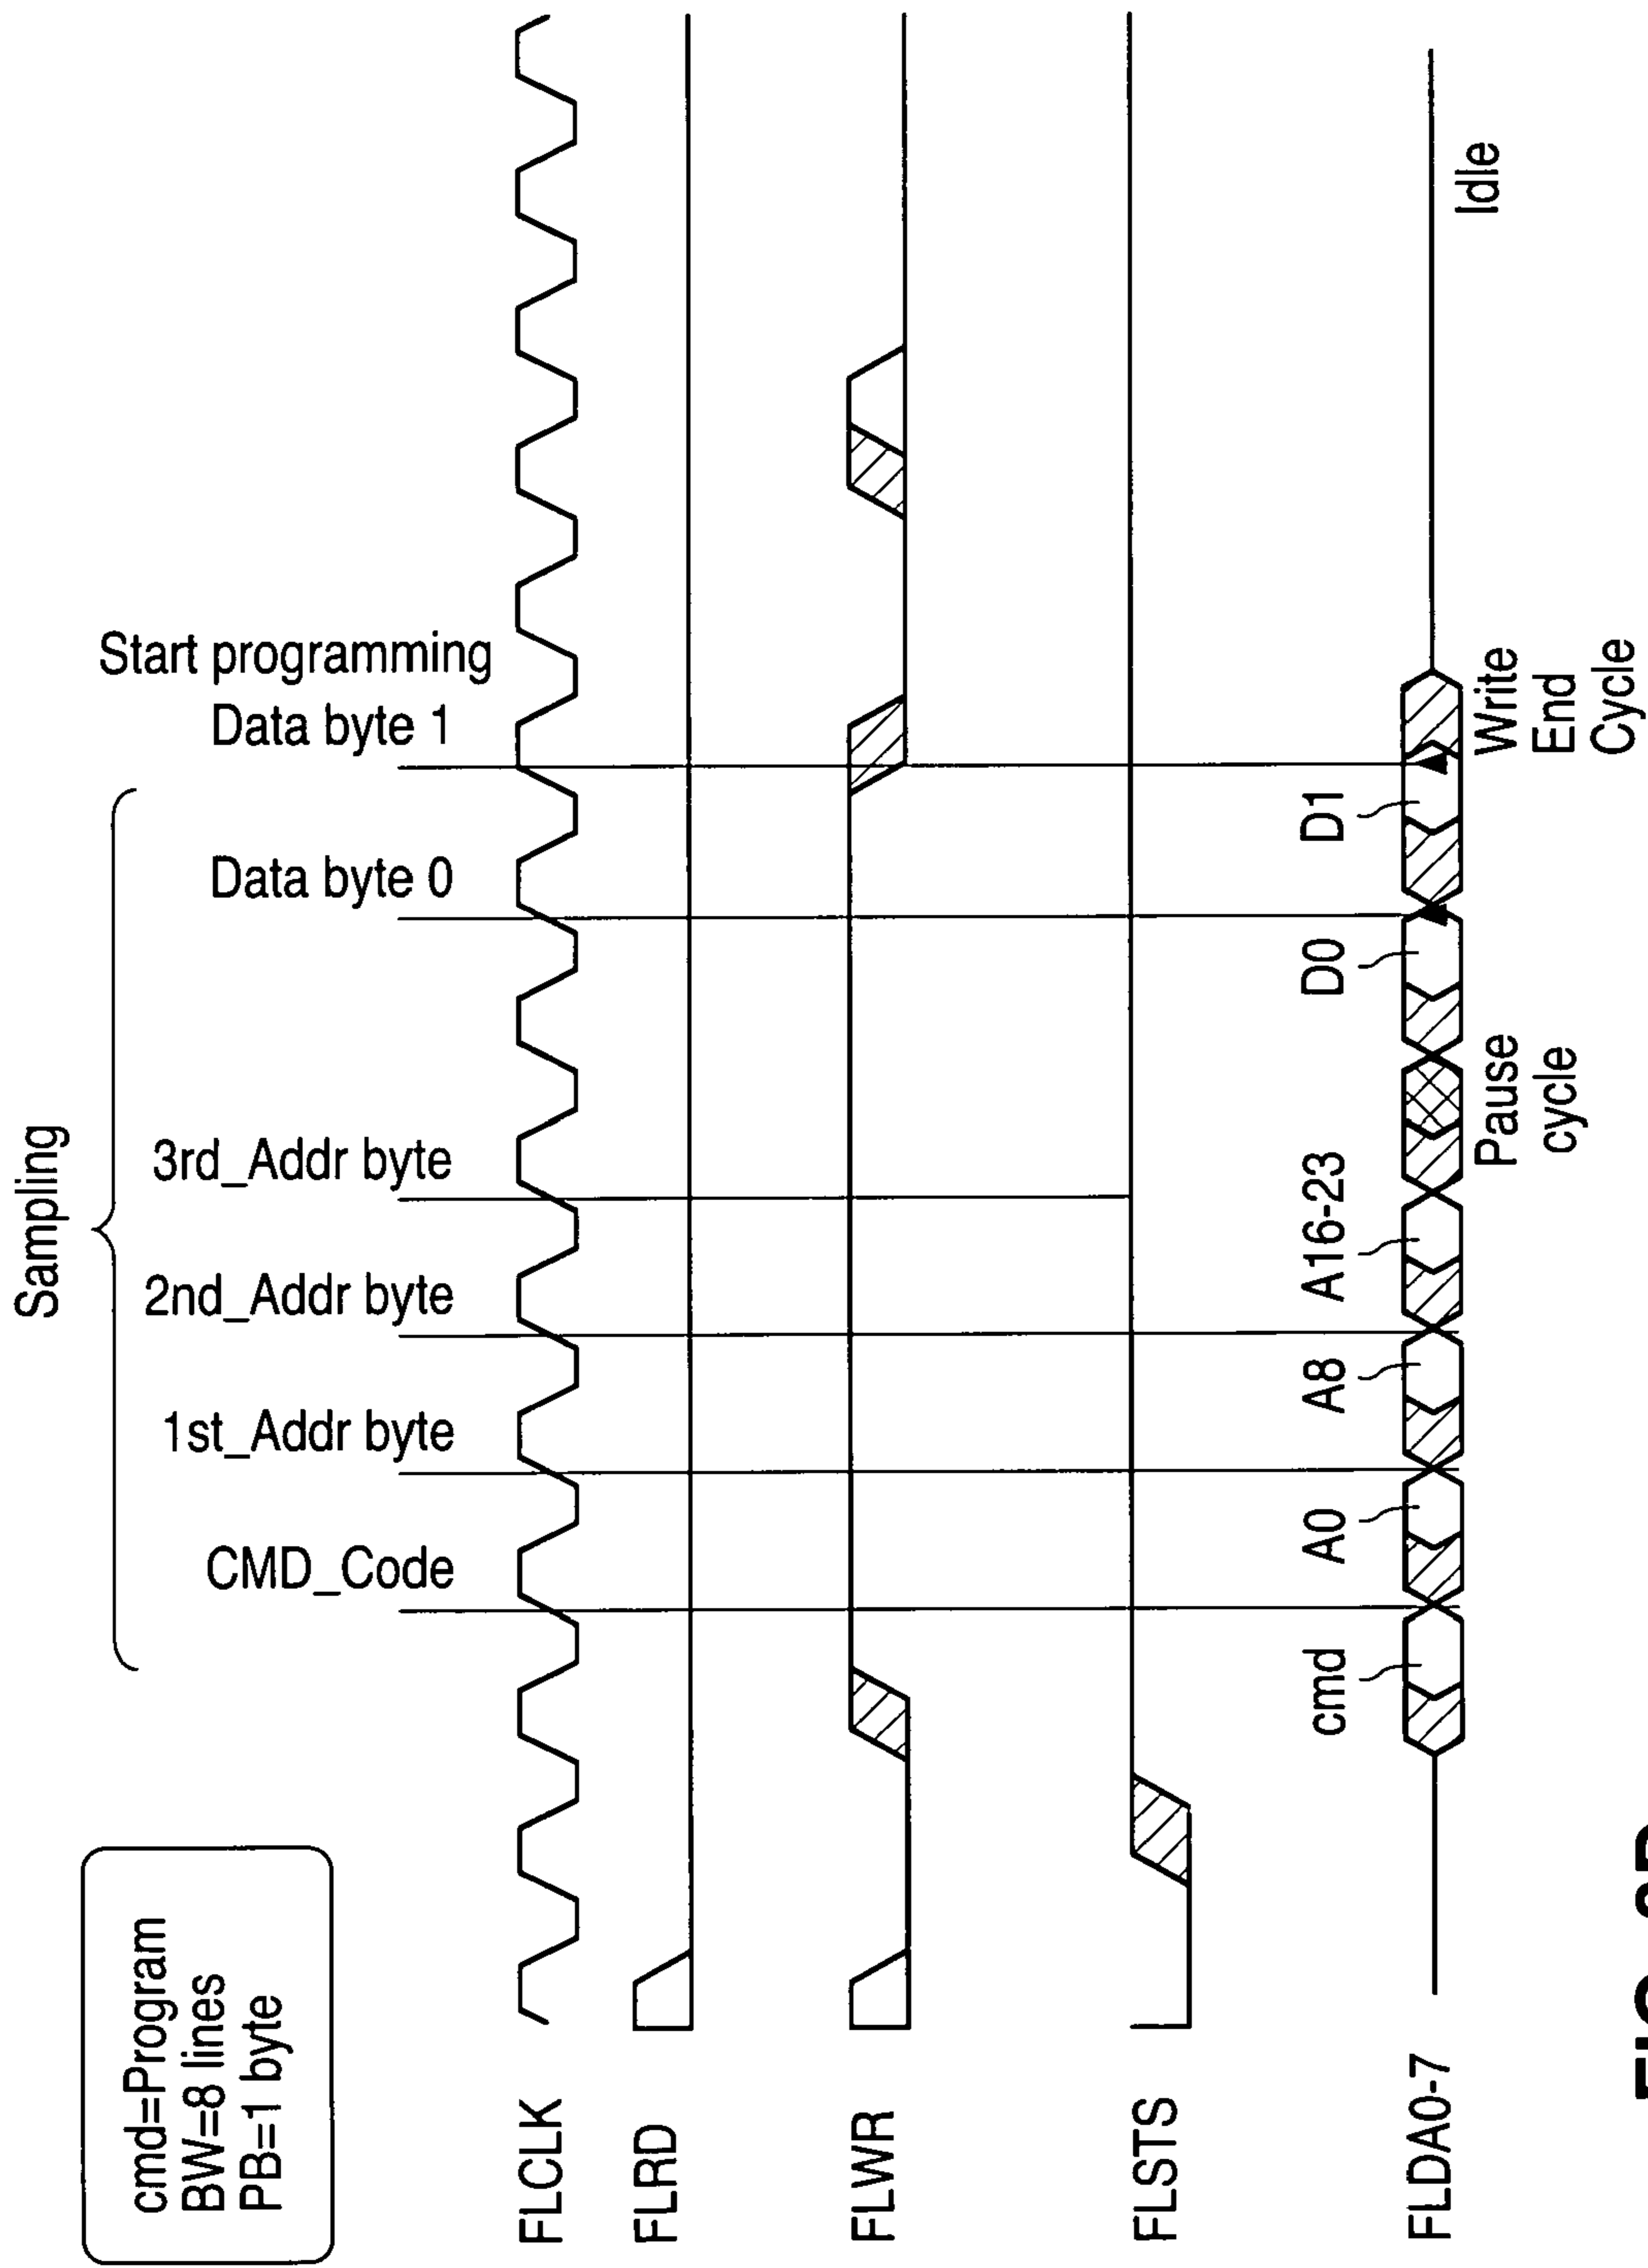 cmd=Program
BW=8 lines
PB=1 byte
Sampling
CMD_Code
1st_Addr byte
2nd_Addr byte
3rd_Addr byte
Data byte 0
Data byte 1
Start programming
FLCLK
FLRD
FLWR
FLSTS
FLDA0-7
cmd
A0
A8
A16-23
D0
D1
Pause
cycle
Write
End
Cycle
Idle